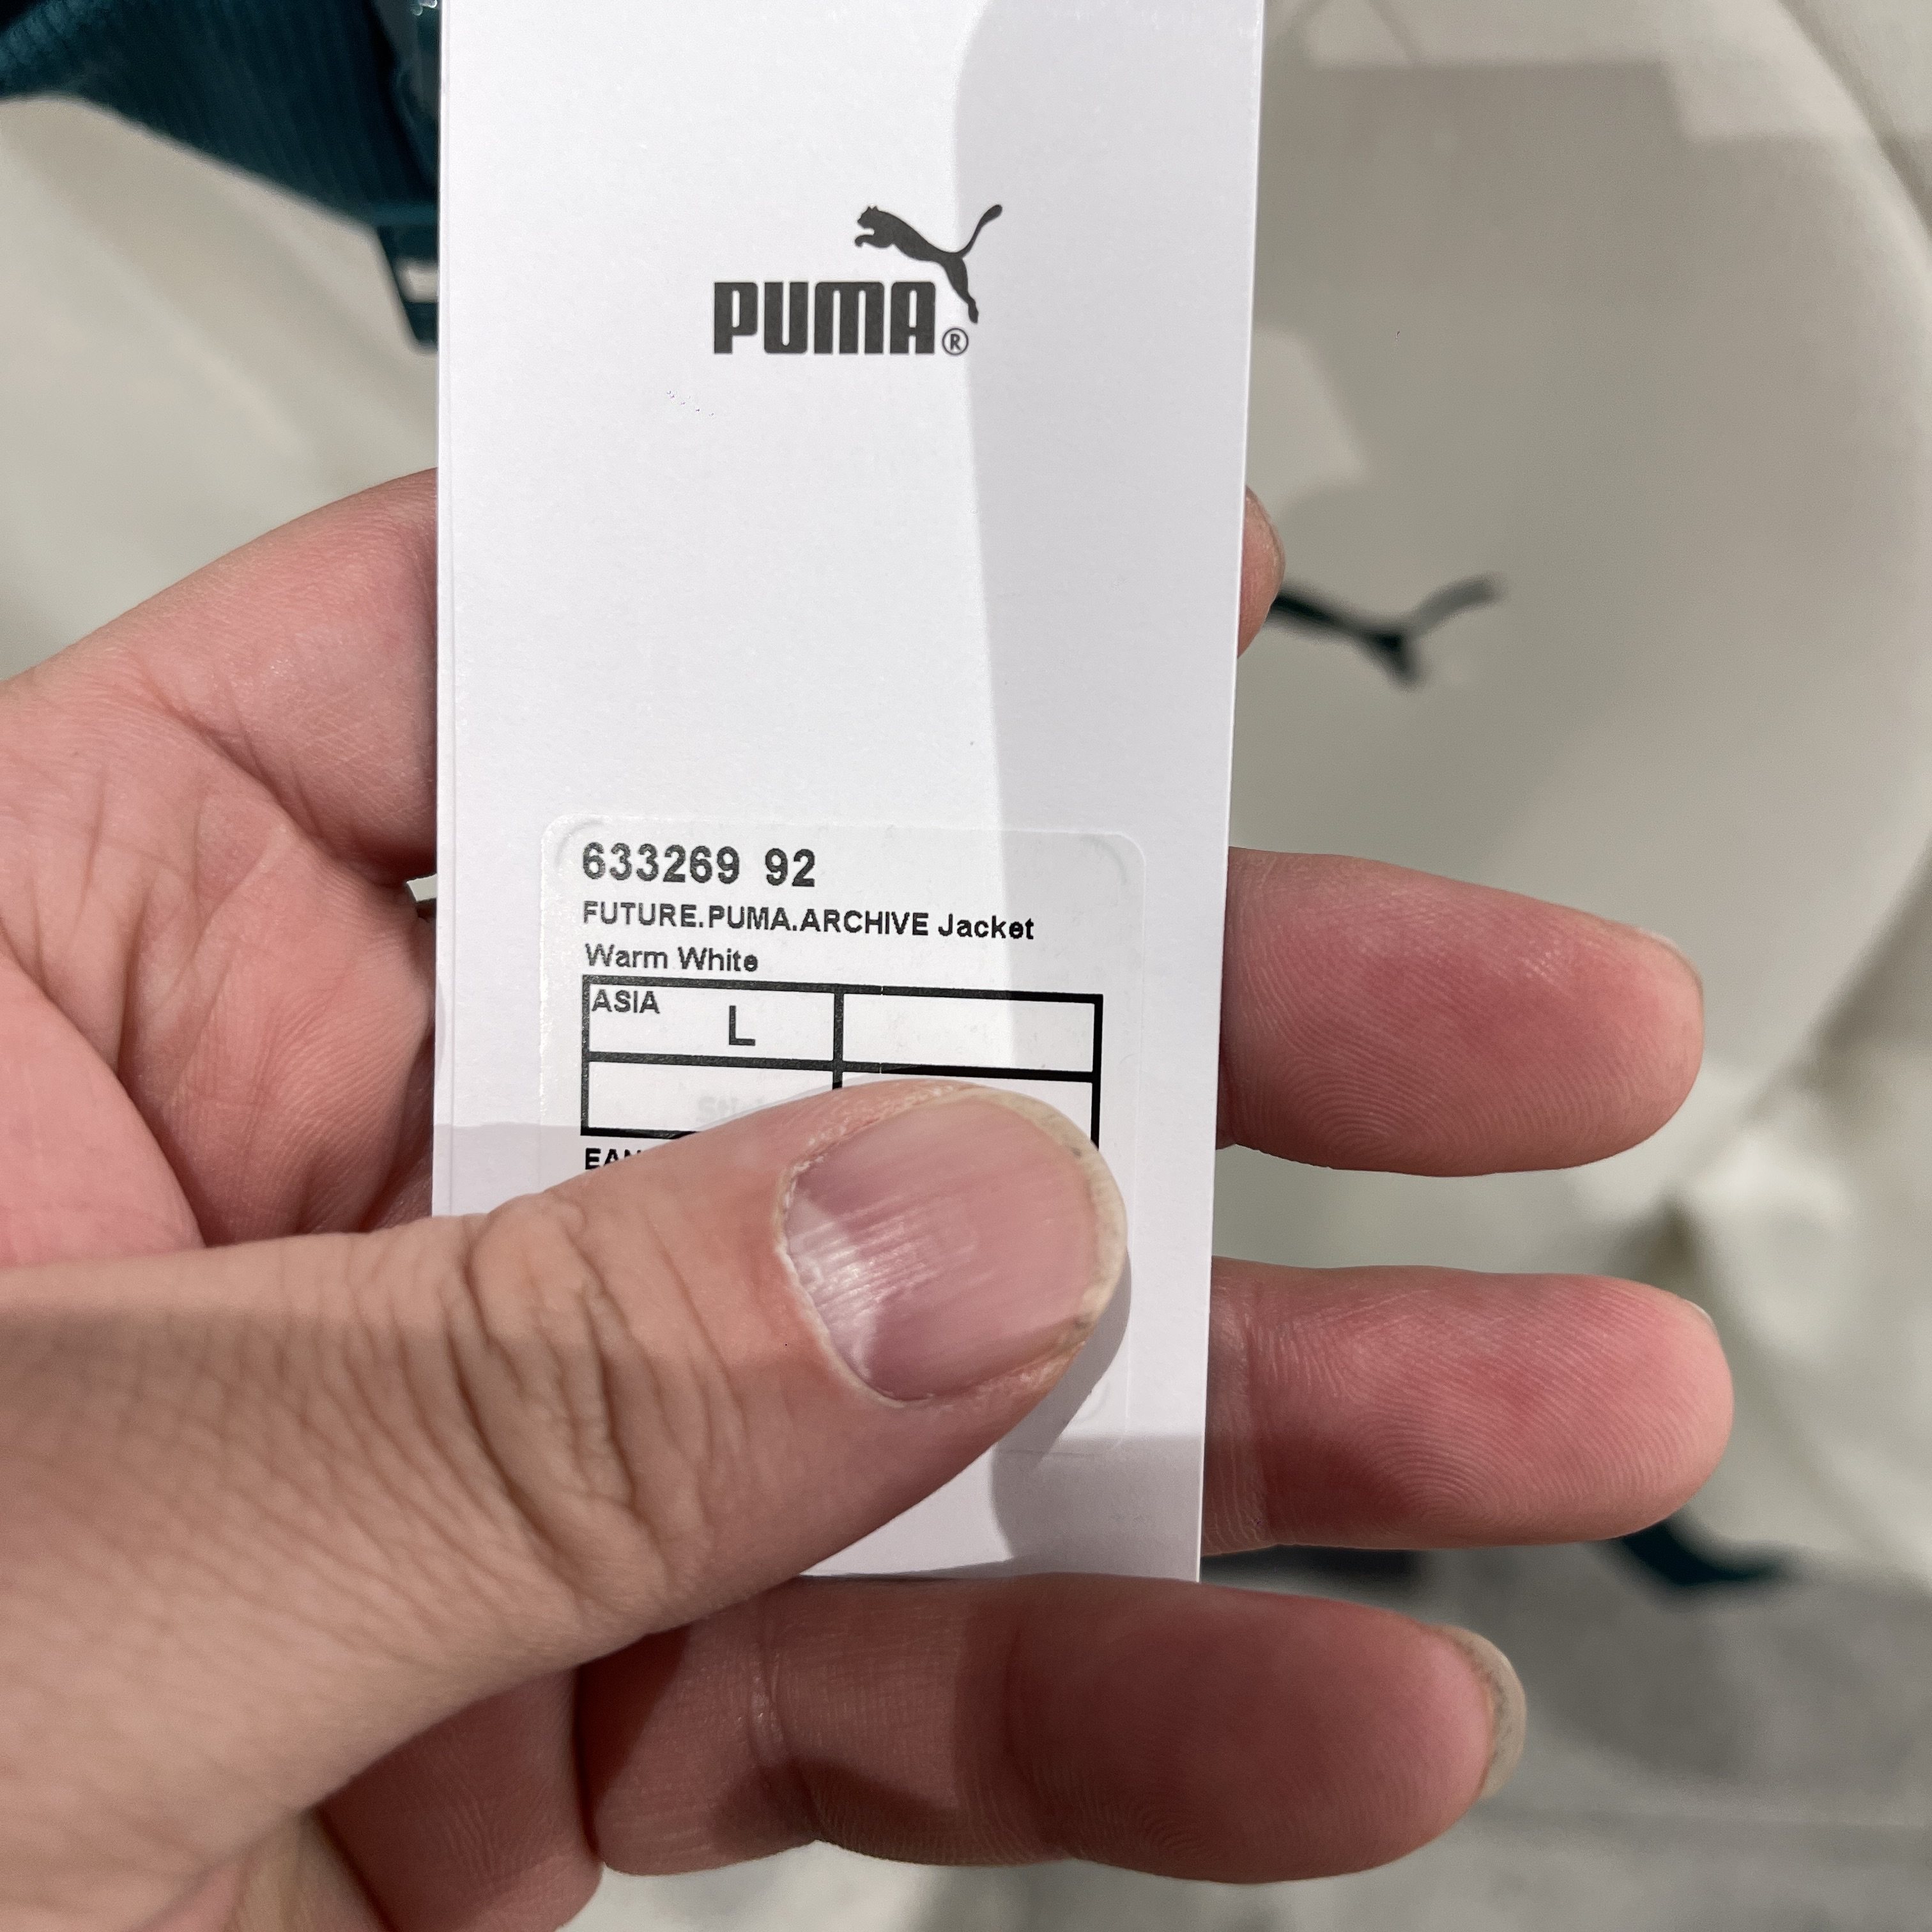 PUMA®
633269 92
FUTURE.PUMA.ARCHIVE Jacket
Warm White
ASIA
L